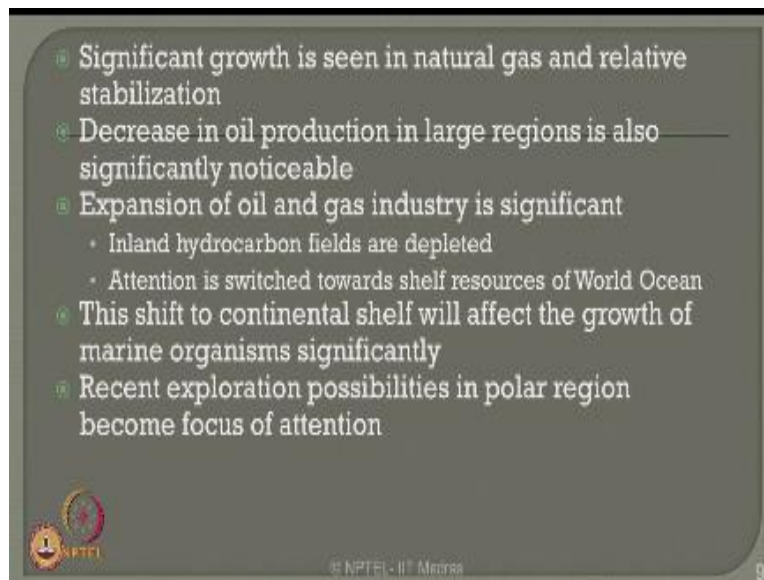 Significant growth is seen in natural gas and relative
stabilization
Decrease in oil production in large regions is also
significantly noticeable
Expansion of oil and gas industry is significant
• Inland hydrocarbon fields are depleted
• Attention is switched towards shelf resources of World Ocean
This shift to continental shelf will affect the growth of
marine organisms significantly
Recent exploration possibilities in polar region
become focus of attention
NPTEL
© NPTEL - IIT Madras
9